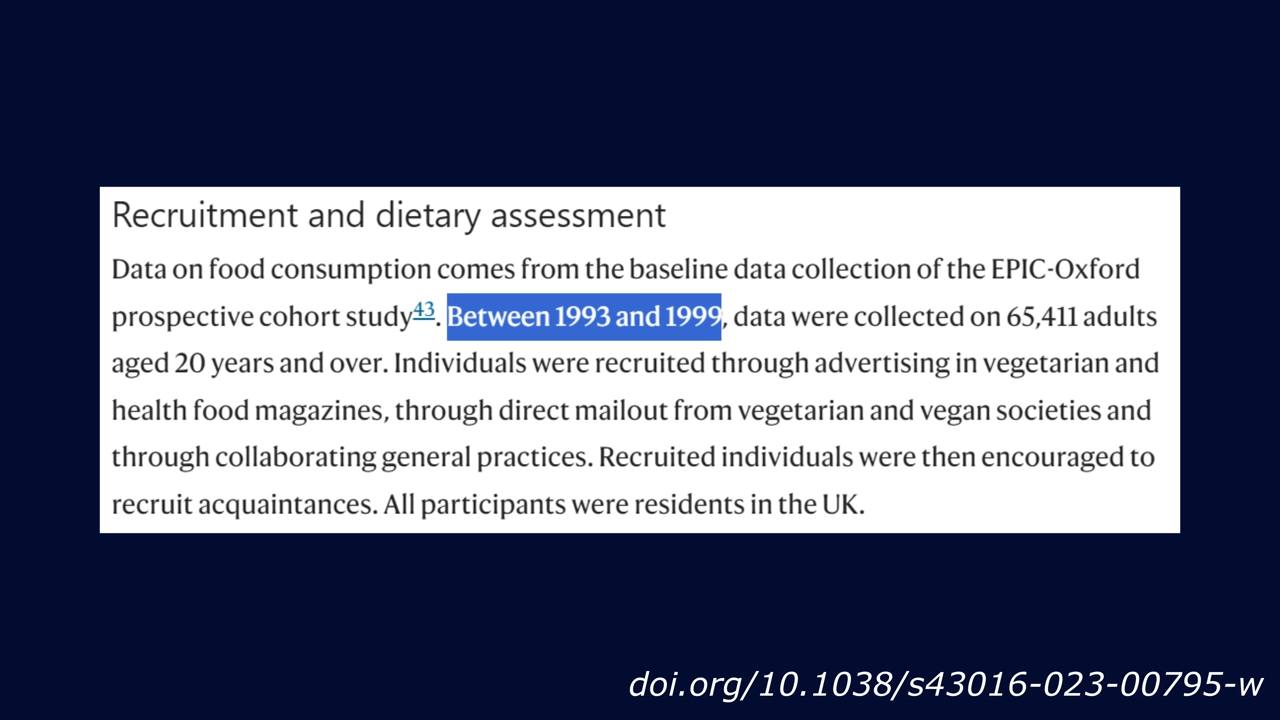 Recruitment and dietary assessment
Data on food consumption comes from the baseline data collection of the EPIC-Oxford
prospective cohort study43. Between 1993 and 1999, data were collected on 65,411 adults
aged 20 years and over. Individuals were recruited through advertising in vegetarian and
health food magazines, through direct mailout from vegetarian and vegan societies and
through collaborating general practices. Recruited individuals were then encouraged to
recruit acquaintances. All participants were residents in the UK.
doi.org/10.1038/s43016-023-00795-w